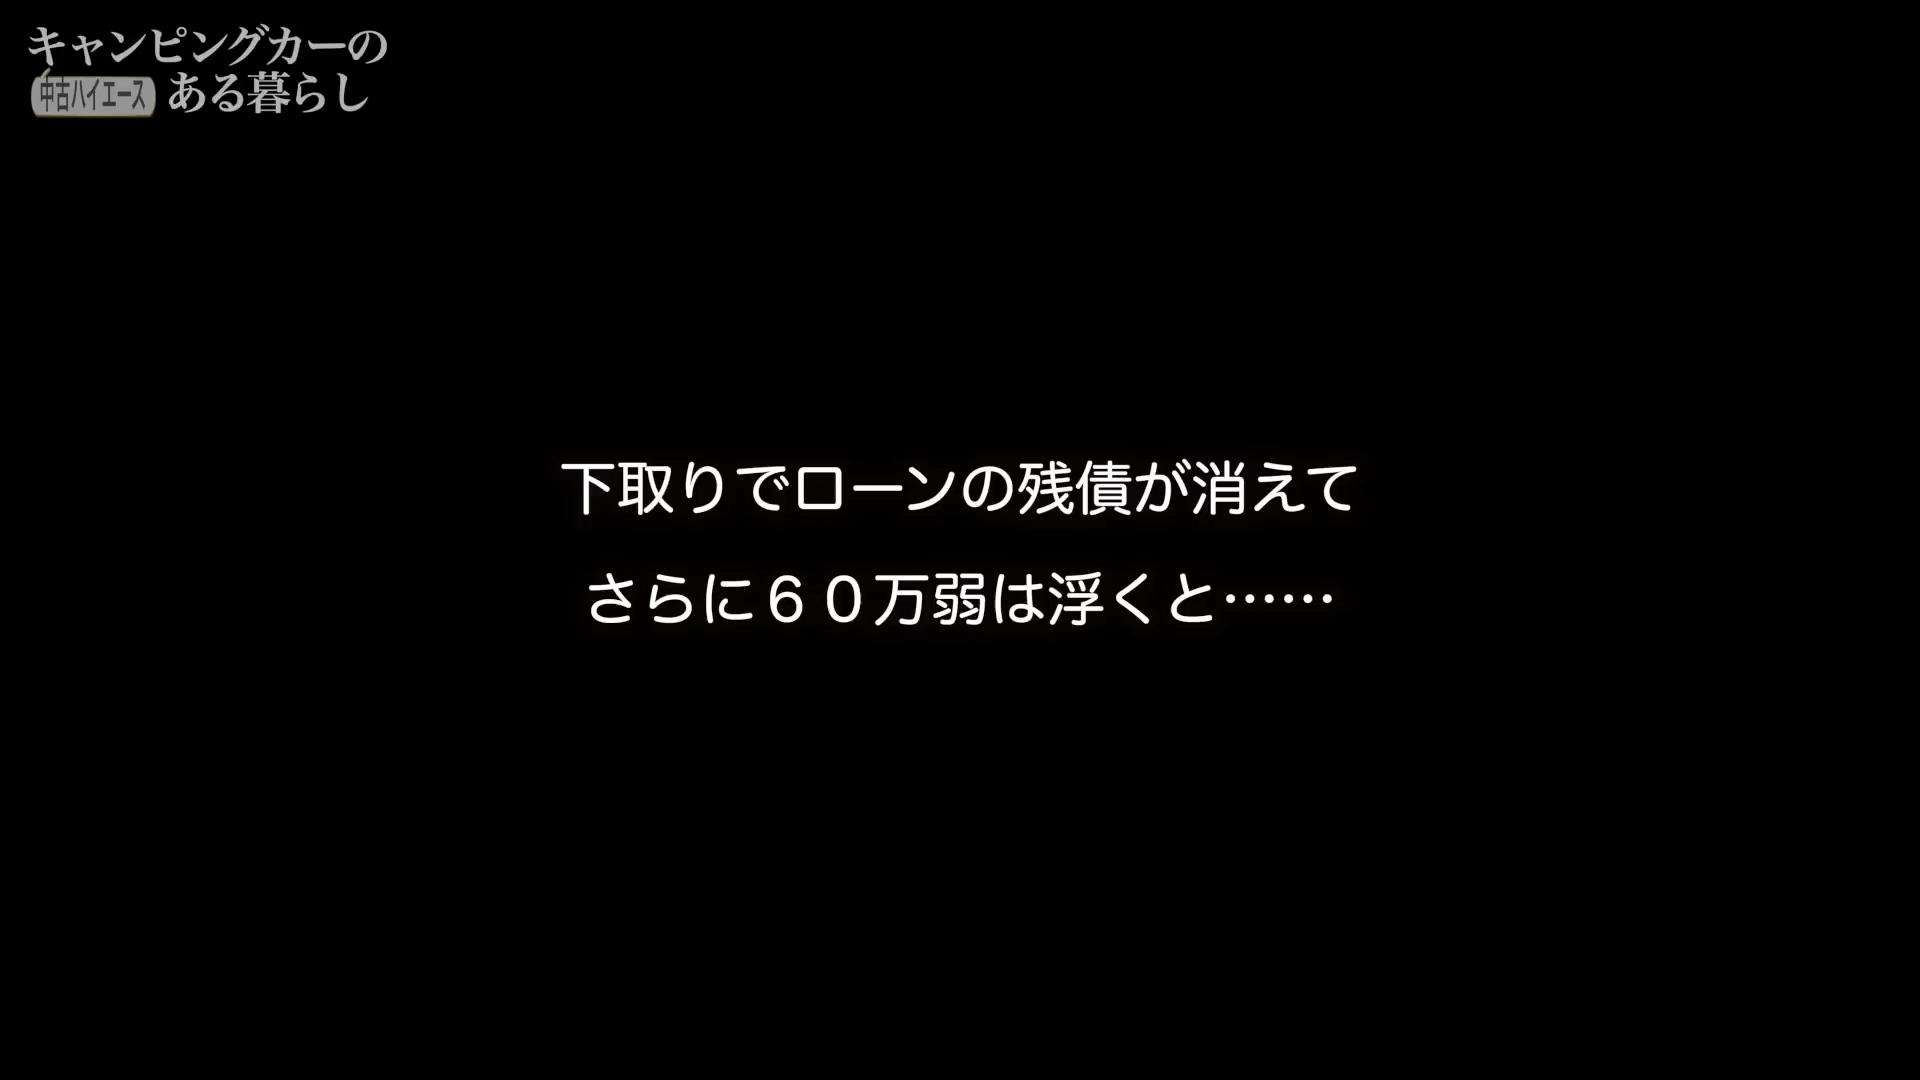 キャンピングカーの
中古ハイエース ある暮らし
下取りでローンの残債が消えて
さらに６０万弱は浮くと……